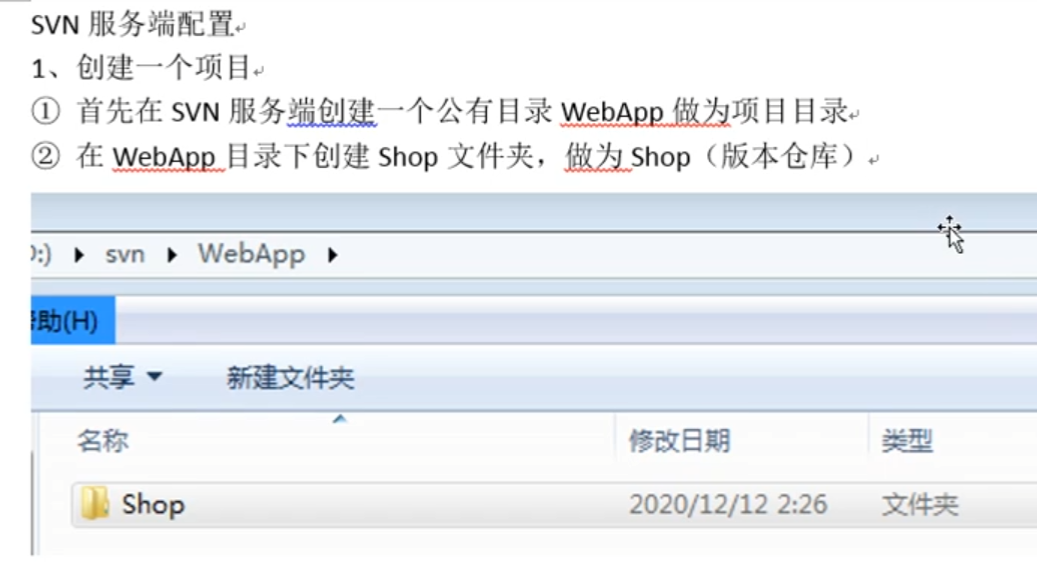 SVN 服务端配置
1、创建一个项目
① 首先在 SVN 服务端创建一个公有目录 WebApp 做为项目目录
② 在 WebApp 目录下创建 Shop 文件夹，做为 Shop（版本仓库）
:) ▸ svn ▸ WebApp ▸
帮助(H)
共享 新建文件夹
名称 修改日期 类型
Shop 2020/12/12 2:26 文件夹